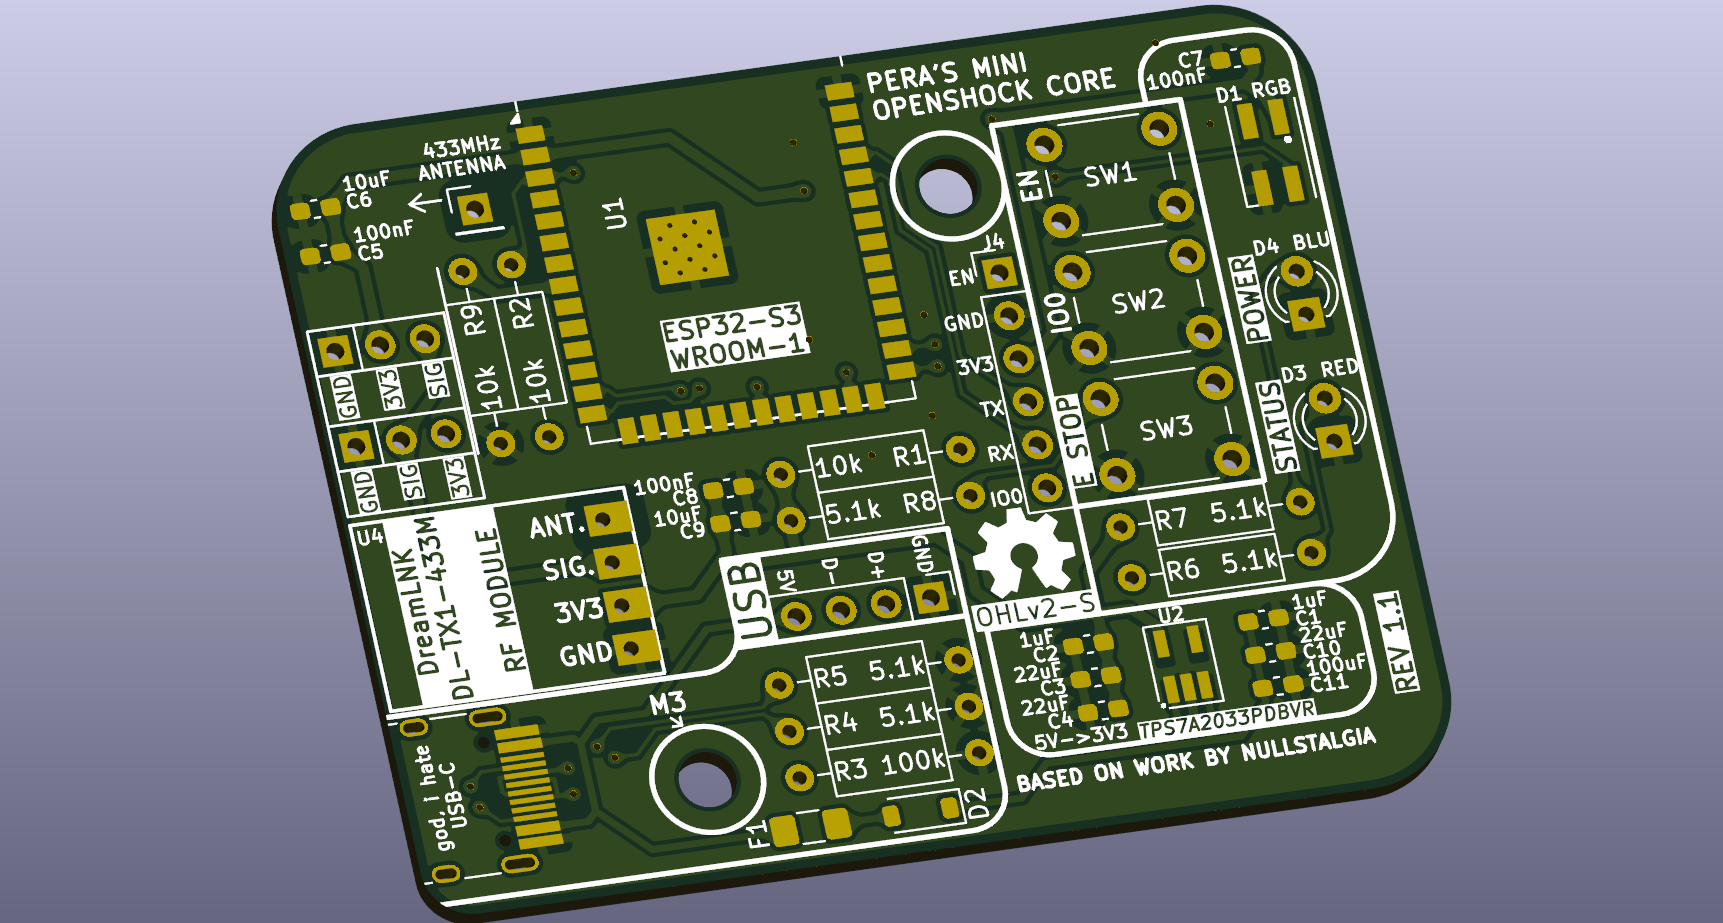 PERA'S MINI
OPENSHOCK CORE
C7
100nF
D1 RGB
433MHz
ANTENNA
10uF
C6
100nF
C5
U1
EN
SW1
J4
EN
D4 BLU
POWER
SW2
IO0
GND
3V3
TX
RX
IO0
R9
10k
R2
10k
ESP32-S3
WROOM-1
GND
3V3
SIG
GND
SIG
3V3
E STOP
SW3
D3 RED
STATUS
10k R1
5.1k R8
100nF
C8
10uF
C9
R7 5.1k
R6 5.1k
U4
DreamLNK
DL-TX1-433M
RF MODULE
ANT.
SIG.
3V3
GND
USB
5V
D-
D+
GND
OHLv2-S
1uF
C2
22uF
C3
22uF
C4
5V->3V3
U2
TPS7A2033PDBVR
1uF
C1
22uF
C10
100uF
C11
REV 1.1
M3
R5 5.1k
R4 5.1k
R3 100k
F1
D2
god, i hate
USB-C
BASED ON WORK BY NULLSTALGIA